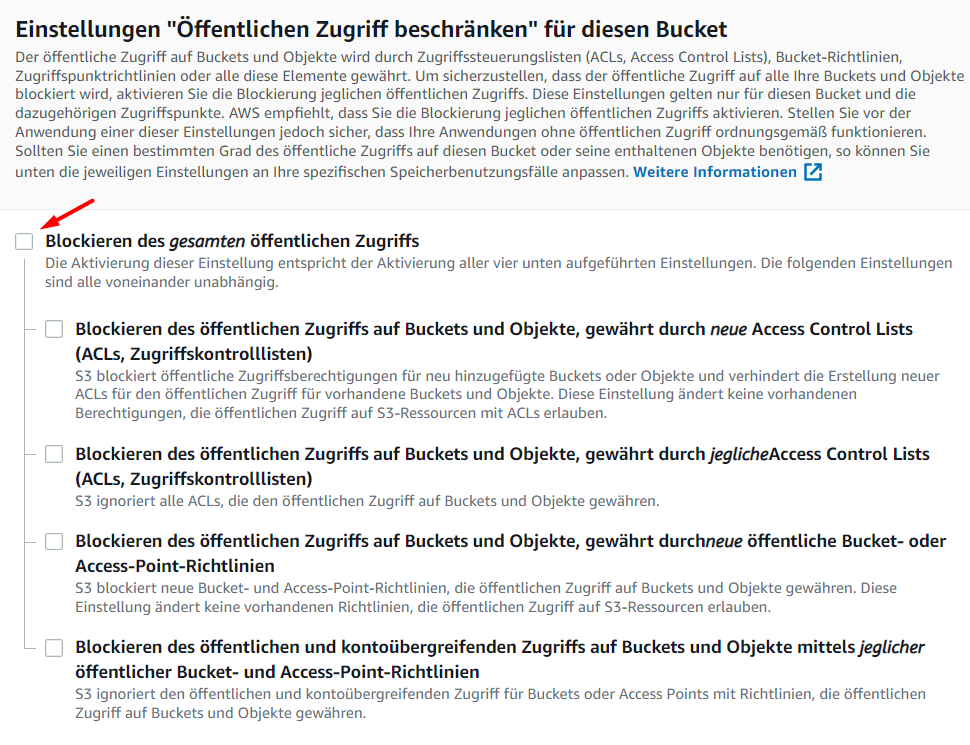 Einstellungen "Öffentlichen Zugriff beschränken" für diesen Bucket
Der öffentliche Zugriff auf Buckets und Objekte wird durch Zugriffssteuerungslisten (ACLs, Access Control Lists), Bucket-Richtlinien,
Zugriffspunktrichtlinien oder alle diese Elemente gewährt. Um sicherzustellen, dass der öffentliche Zugriff auf alle Ihre Buckets und Objekte
blockiert wird, aktivieren Sie die Blockierung jeglichen öffentlichen Zugriffs. Diese Einstellungen gelten nur für diesen Bucket und die
dazugehörigen Zugriffspunkte. AWS empfiehlt, dass Sie die Blockierung jeglichen öffentlichen Zugriffs aktivieren. Stellen Sie vor der
Anwendung einer dieser Einstellungen jedoch sicher, dass Ihre Anwendungen ohne öffentlichen Zugriff ordnungsgemäß funktionieren.
Sollten Sie einen bestimmten Grad des öffentliche Zugriffs auf diesen Bucket oder seine enthaltenen Objekte benötigen, so können Sie
unten die jeweiligen Einstellungen an Ihre spezifischen Speicherbenutzungsfälle anpassen. Weitere Informationen
Blockieren des gesamten öffentlichen Zugriffs
Die Aktivierung dieser Einstellung entspricht der Aktivierung aller vier unten aufgeführten Einstellungen. Die folgenden Einstellungen
sind alle voneinander unabhängig.
Blockieren des öffentlichen Zugriffs auf Buckets und Objekte, gewährt durch neue Access Control Lists
(ACLs, Zugriffskontrolllisten)
S3 blockiert öffentliche Zugriffsberechtigungen für neu hinzugefügte Buckets oder Objekte und verhindert die Erstellung neuer
ACLs für den öffentlichen Zugriff für vorhandene Buckets und Objekte. Diese Einstellung ändert keine vorhandenen
Berechtigungen, die öffentlichen Zugriff auf S3-Ressourcen mit ACLs erlauben.
Blockieren des öffentlichen Zugriffs auf Buckets und Objekte, gewährt durch jeglicheAccess Control Lists
(ACLs, Zugriffskontrolllisten)
S3 ignoriert alle ACLs, die den öffentlichen Zugriff auf Buckets und Objekte gewähren.
Blockieren des öffentlichen Zugriffs auf Buckets und Objekte, gewährt durchneue öffentliche Bucket- oder
Access-Point-Richtlinien
S3 blockiert neue Bucket- und Access-Point-Richtlinien, die öffentlichen Zugriff auf Buckets und Objekte gewähren. Diese
Einstellung ändert keine vorhandenen Richtlinien, die öffentlichen Zugriff auf S3-Ressourcen erlauben.
Blockieren des öffentlichen und kontoübergreifenden Zugriffs auf Buckets und Objekte mittels jeglicher
öffentlicher Bucket- und Access-Point-Richtlinien
S3 ignoriert den öffentlichen und kontoübergreifenden Zugriff für Buckets oder Access Points mit Richtlinien, die öffentlichen
Zugriff auf Buckets und Objekte gewähren.